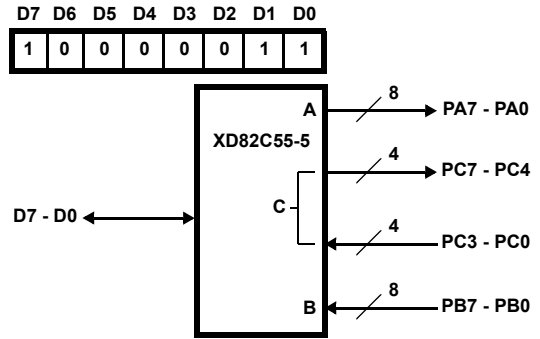 D7 D6 D5 D4 D3 D2 D1 D0
1 0 0 0 0 0 1 1
A
8
PA7 - PA0
XD82C55-5
4
PC7 - PC4
C
D7 - D0
4
PC3 - PC0
B
8
PB7 - PB0